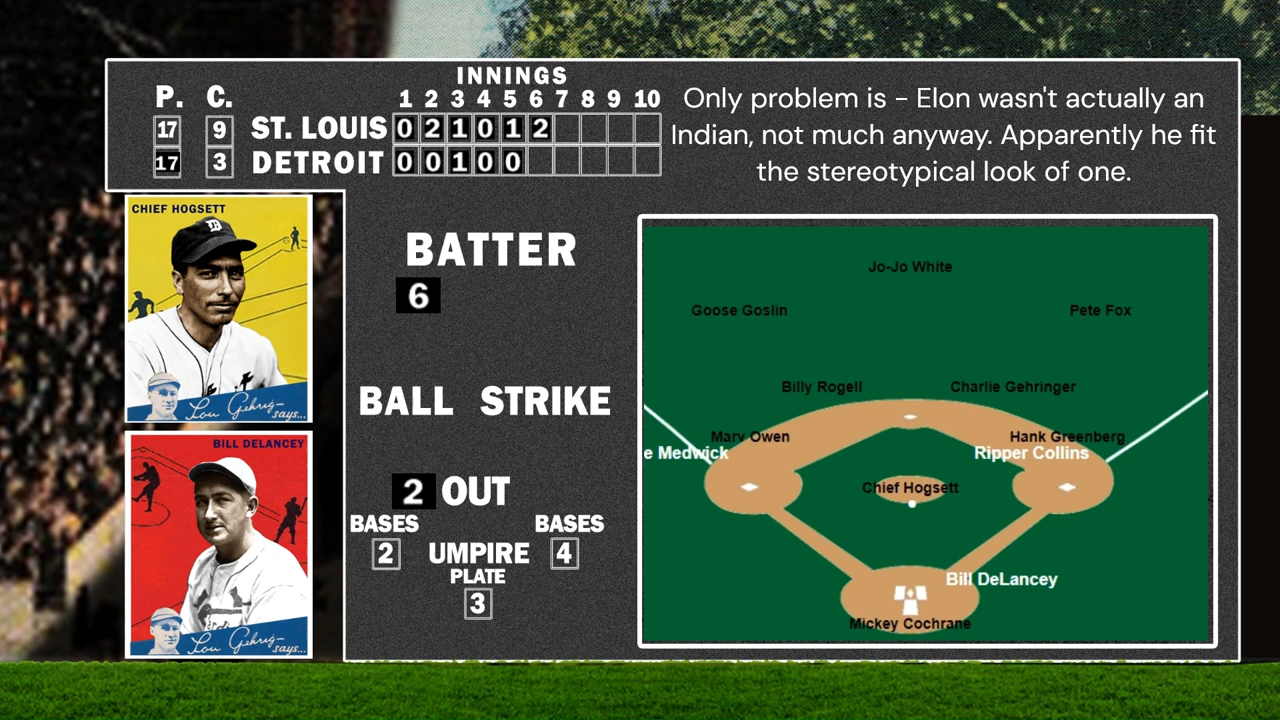 INNINGS
P. C. 1 2 3 4 5 6 7 8 9 10
17 9 ST. LOUIS 0 2 1 0 1 2
17 3 DETROIT 0 0 1 0 0
Only problem is - Elon wasn't actually an
Indian, not much anyway. Apparently he fit
the stereotypical look of one.
CHIEF HOGSETT
D
Lou Gehrig says...
BILL DELANCEY
Lou Gehrig says...
BATTER
6
BALL STRIKE
2 OUT
BASES BASES
2 UMPIRE 4
PLATE
3
Jo-Jo White
Goose Goslin Pete Fox
Billy Rogell Charlie Gehringer
Marv Owen Hank Greenberg
e Medwick Ripper Collins
Chief Hogsett
Bill DeLancey
Mickey Cochrane